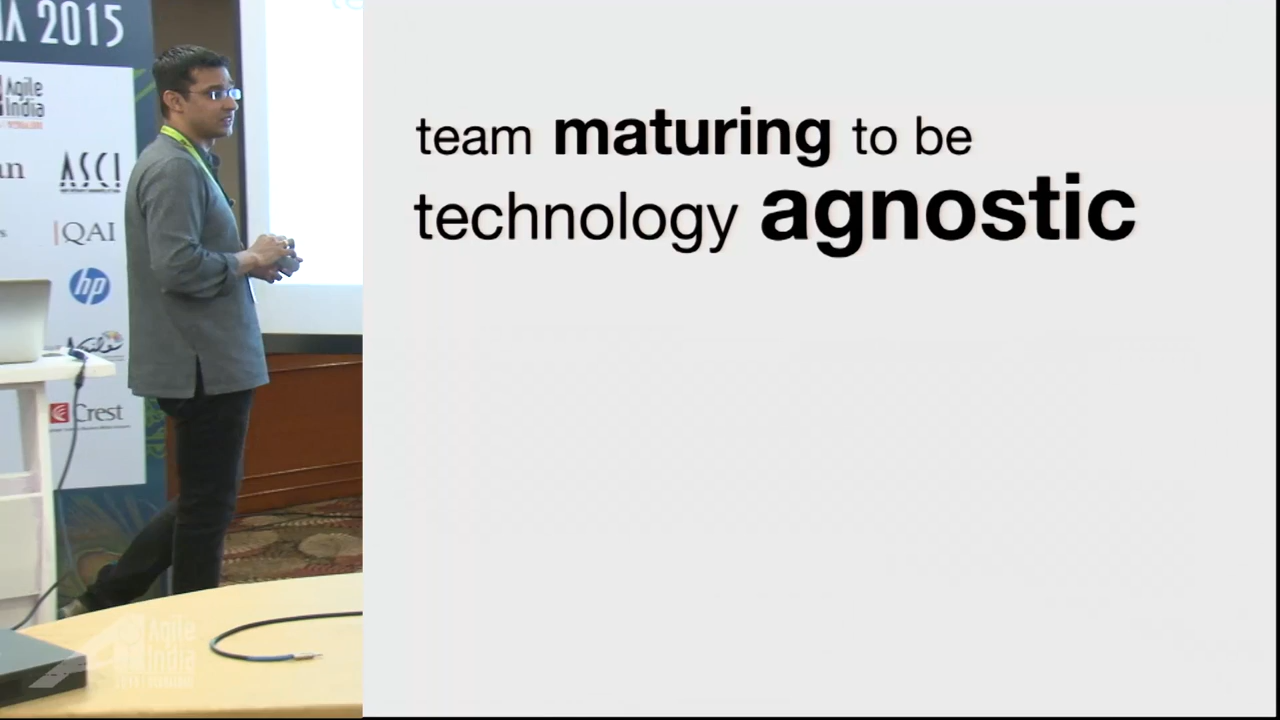 2015
Agile
India
ASCI
QAI
hp
Crest
team maturing to be
technology agnostic
Agile
India